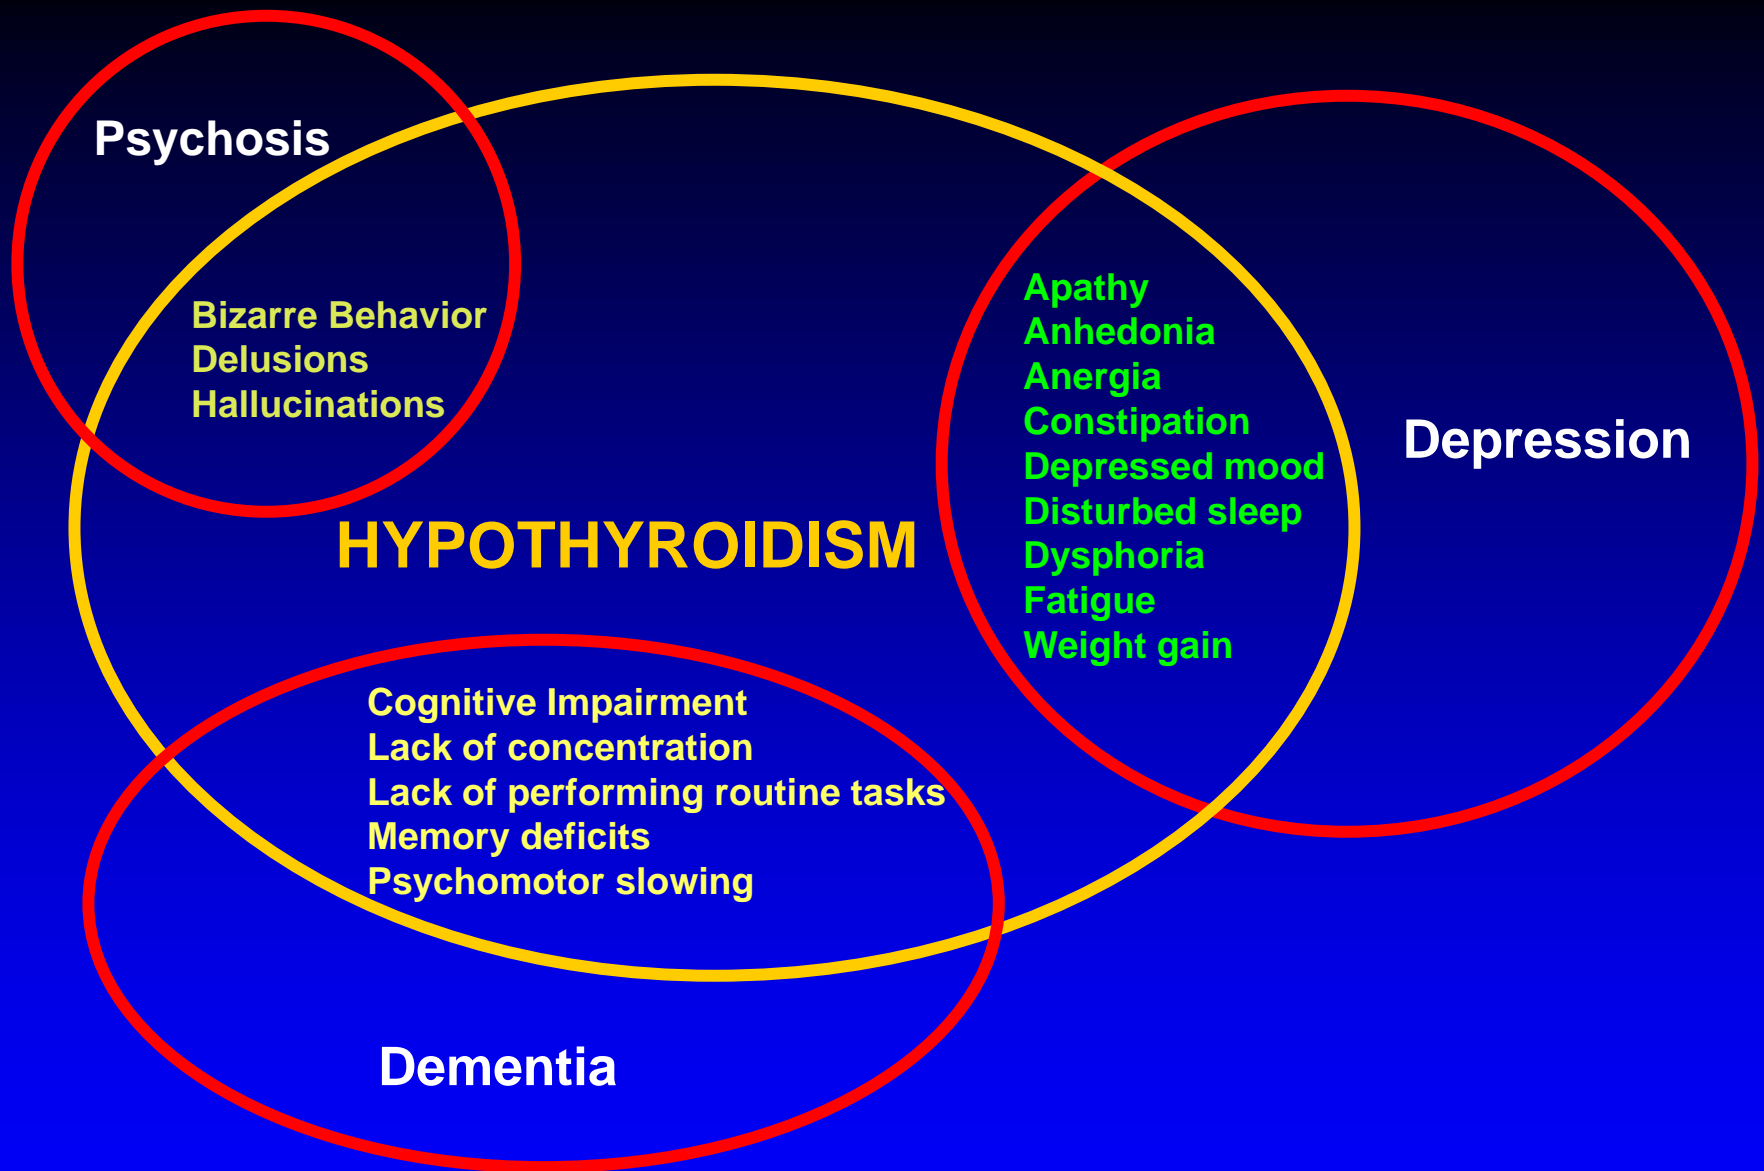 Psychosis
Bizarre Behavior
Delusions
Hallucinations
HYPOTHYROIDISM
Apathy
Anhedonia
Anergia
Constipation
Depressed mood
Disturbed sleep
Dysphoria
Fatigue
Weight gain
Depression
Cognitive Impairment
Lack of concentration
Lack of performing routine tasks
Memory deficits
Psychomotor slowing
Dementia